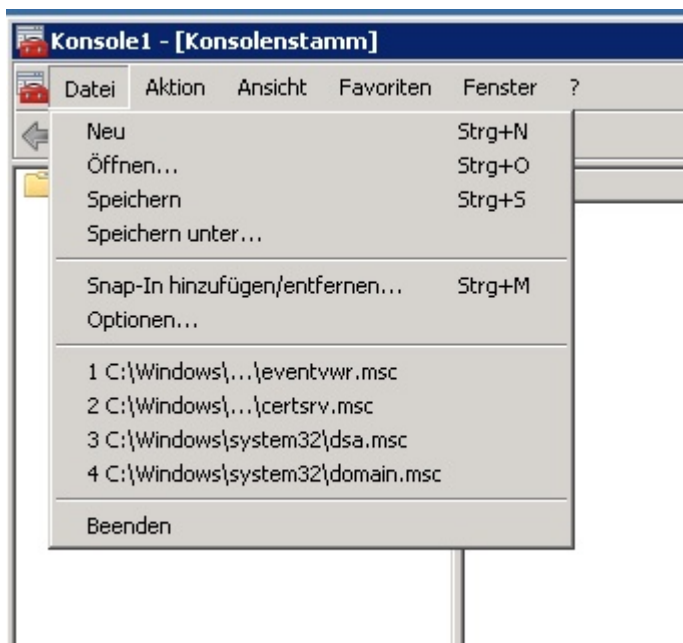 Konsole1 - [Konsolenstamm]
Datei Aktion Ansicht Favoriten Fenster ?
Neu Strg+N
Öffnen... Strg+O
Speichern Strg+S
Speichern unter...
Snap-In hinzufügen/entfernen... Strg+M
Optionen...
1 C:\Windows\...\eventvwr.msc
2 C:\Windows\...\certsrv.msc
3 C:\Windows\system32\dsa.msc
4 C:\Windows\system32\domain.msc
Beenden